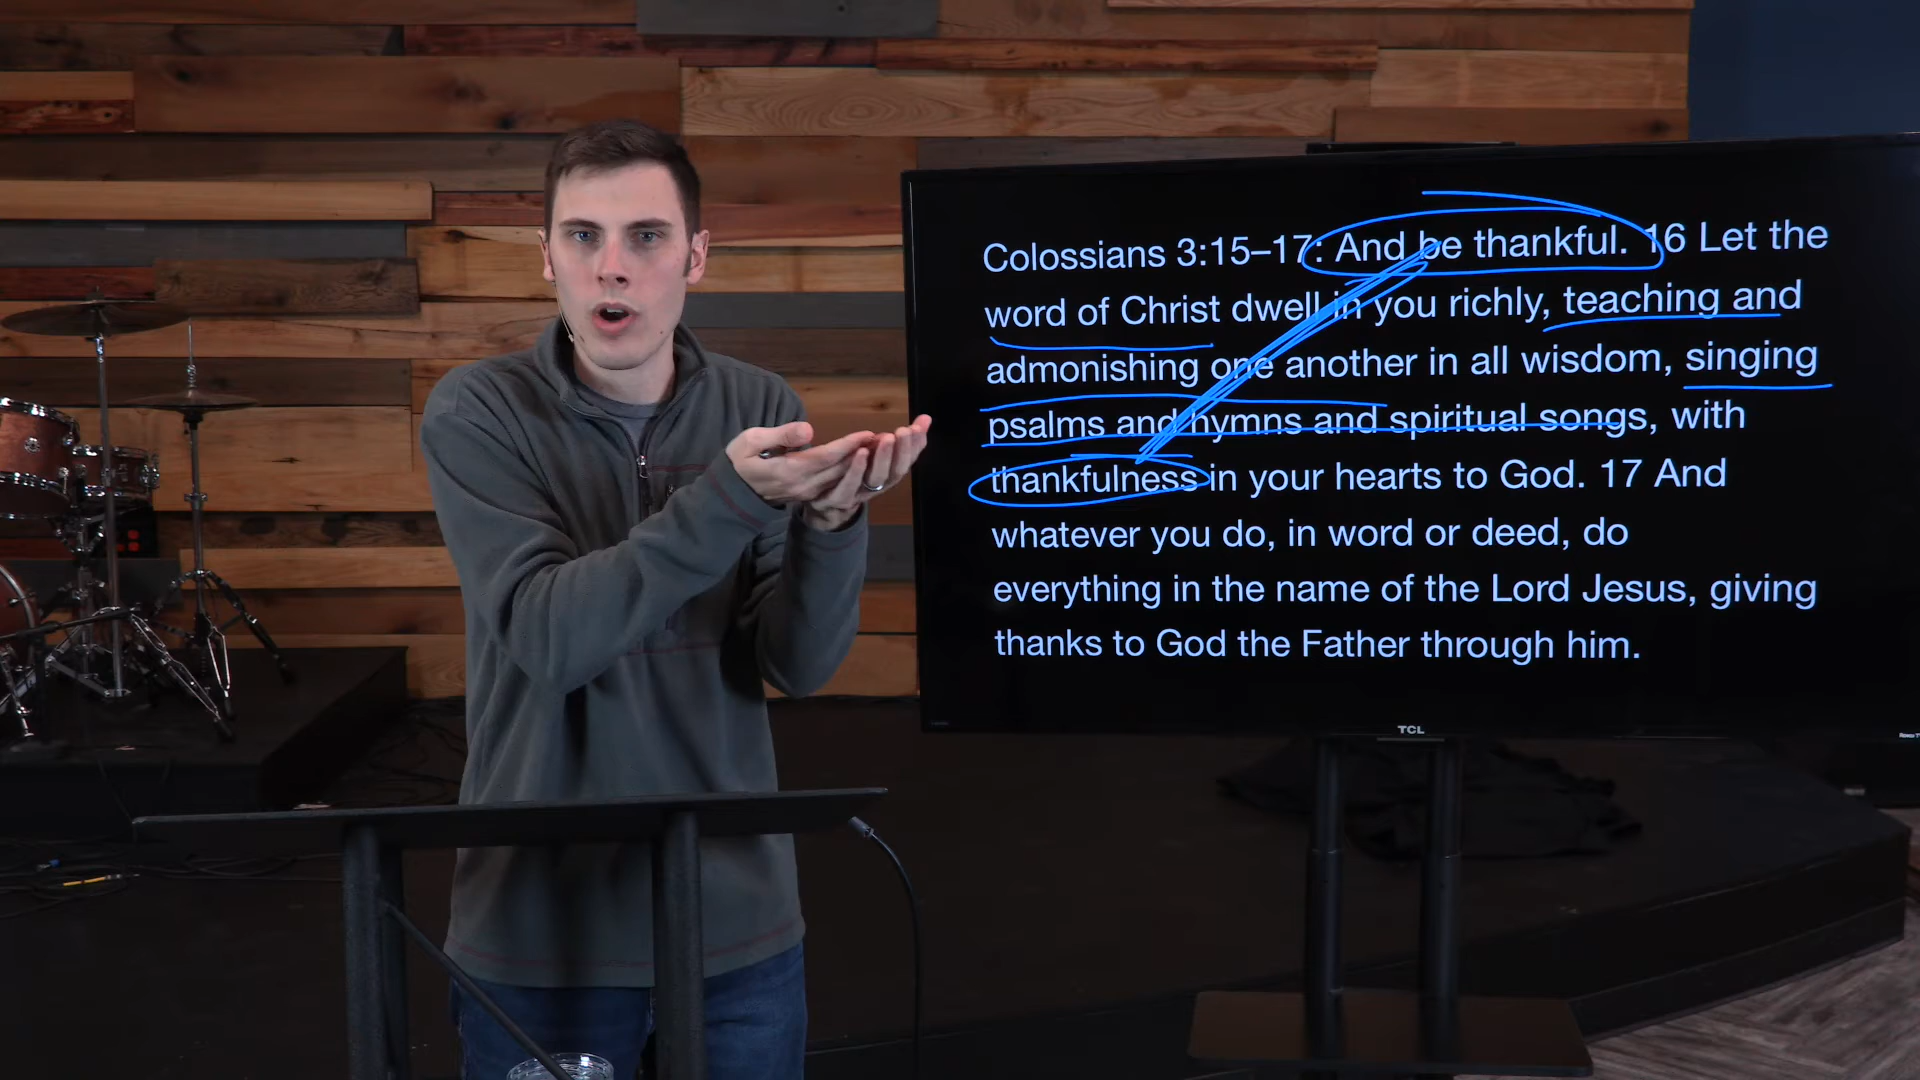 Colossians 3:15–17: And be thankful. 16 Let the
word of Christ dwell in you richly, teaching and
admonishing one another in all wisdom, singing
psalms and hymns and spiritual songs, with
thankfulness in your hearts to God. 17 And
whatever you do, in word or deed, do
everything in the name of the Lord Jesus, giving
thanks to God the Father through him.
TCL